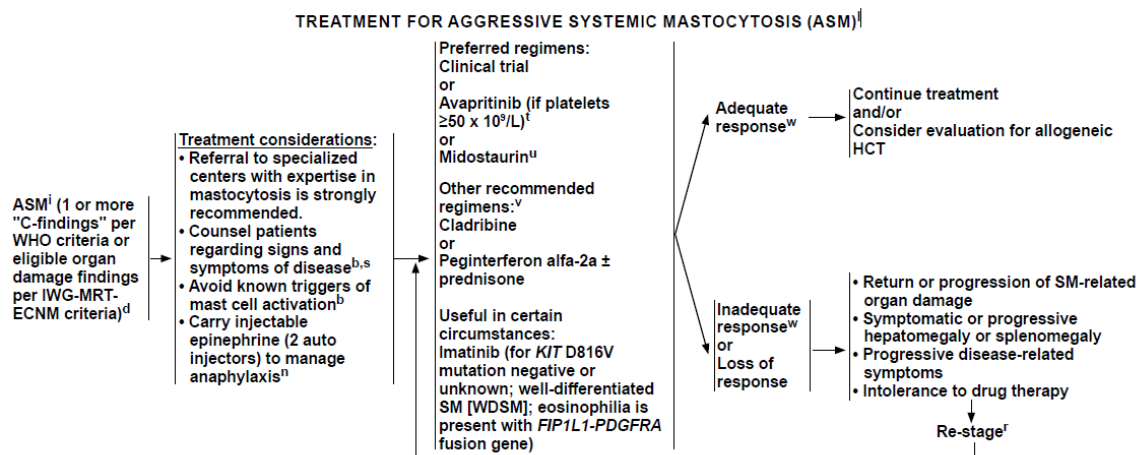 TREATMENT FOR AGGRESSIVE SYSTEMIC MASTOCYTOSIS (ASM)l
ASMi (1 or more
"C-findings" per
WHO criteria or
eligible organ
damage findings
per IWG-MRT-
ECNM criteria)d
Treatment considerations:
• Referral to specialized
centers with expertise in
mastocytosis is strongly
recommended.
• Counsel patients
regarding signs and
symptoms of diseaseb,s
• Avoid known triggers of
mast cell activationb
• Carry injectable
epinephrine (2 auto
injectors) to manage
anaphylaxisn
Preferred regimens:
Clinical trial
or
Avapritinib (if platelets
≥50 x 10⁹/L)t
or
Midostaurinu
Other recommended
regimens:v
Cladribine
or
Peginterferon alfa-2a ±
prednisone
Useful in certain
circumstances:
Imatinib (for KIT D816V
mutation negative or
unknown; well-differentiated
SM [WDSM]; eosinophilia is
present with FIP1L1-PDGFRA
fusion gene)
Adequate
responsew
Continue treatment
and/or
Consider evaluation for allogeneic
HCT
Inadequate
responsew
or
Loss of
response
• Return or progression of SM-related
organ damage
• Symptomatic or progressive
hepatomegaly or splenomegaly
• Progressive disease-related
symptoms
• Intolerance to drug therapy
Re-stager